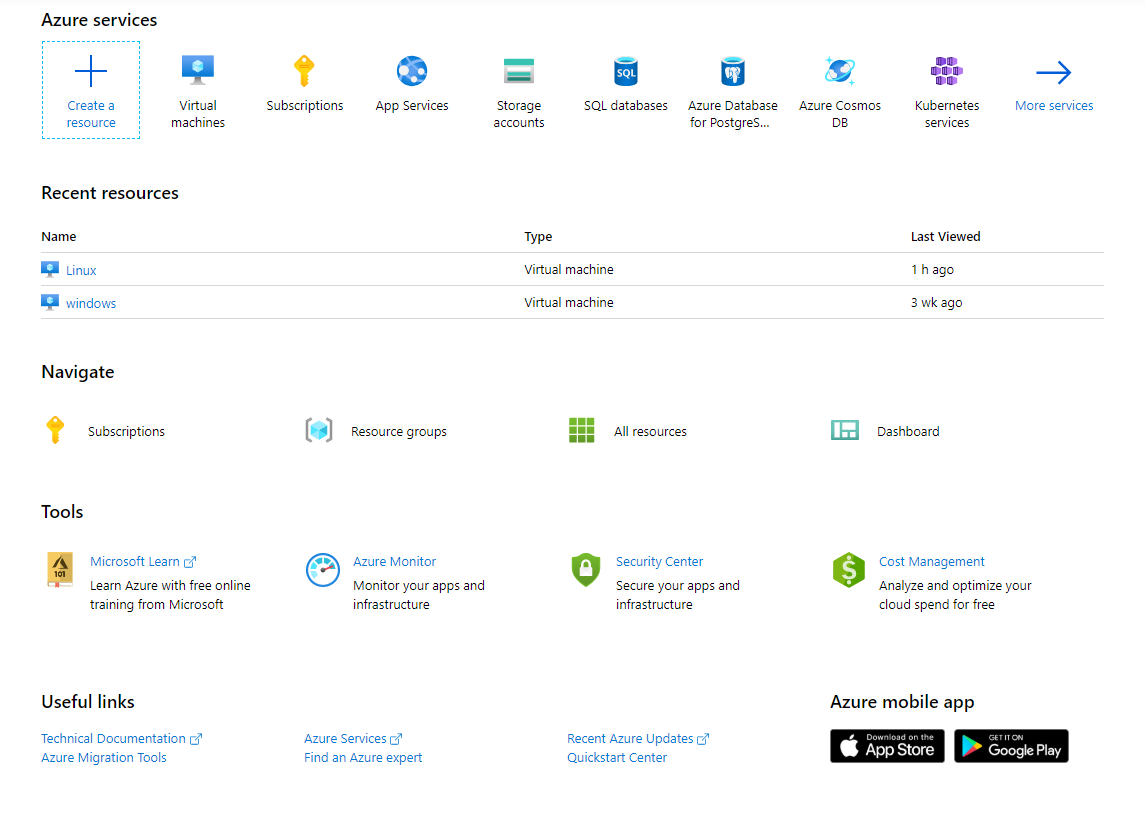 Azure services
Create a
resource
Virtual
machines
Subscriptions
App Services
Storage
accounts
SQL
SQL databases
Azure Database
for PostgreS...
Azure Cosmos
DB
Kubernetes
services
More services
Recent resources
Name Type Last Viewed
Linux Virtual machine 1 h ago
windows Virtual machine 3 wk ago
Navigate
Subscriptions Resource groups All resources Dashboard
Tools
101
Microsoft Learn
Learn Azure with free online
training from Microsoft
Azure Monitor
Monitor your apps and
infrastructure
Security Center
Secure your apps and
infrastructure
$
Cost Management
Analyze and optimize your
cloud spend for free
Useful links
Technical Documentation
Azure Migration Tools
Azure Services
Find an Azure expert
Recent Azure Updates
Quickstart Center
Azure mobile app
Download on the
App Store
GET IT ON
Google Play